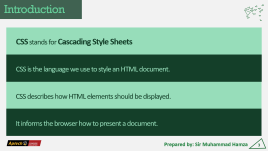 Introduction
CSS stands for Cascading Style Sheets
CSS is the language we use to style an HTML document.
CSS describes how HTML elements should be displayed.
It informs the browser how to present a document.
Aptech
Prepared by: Sir Muhammad Hamza
1